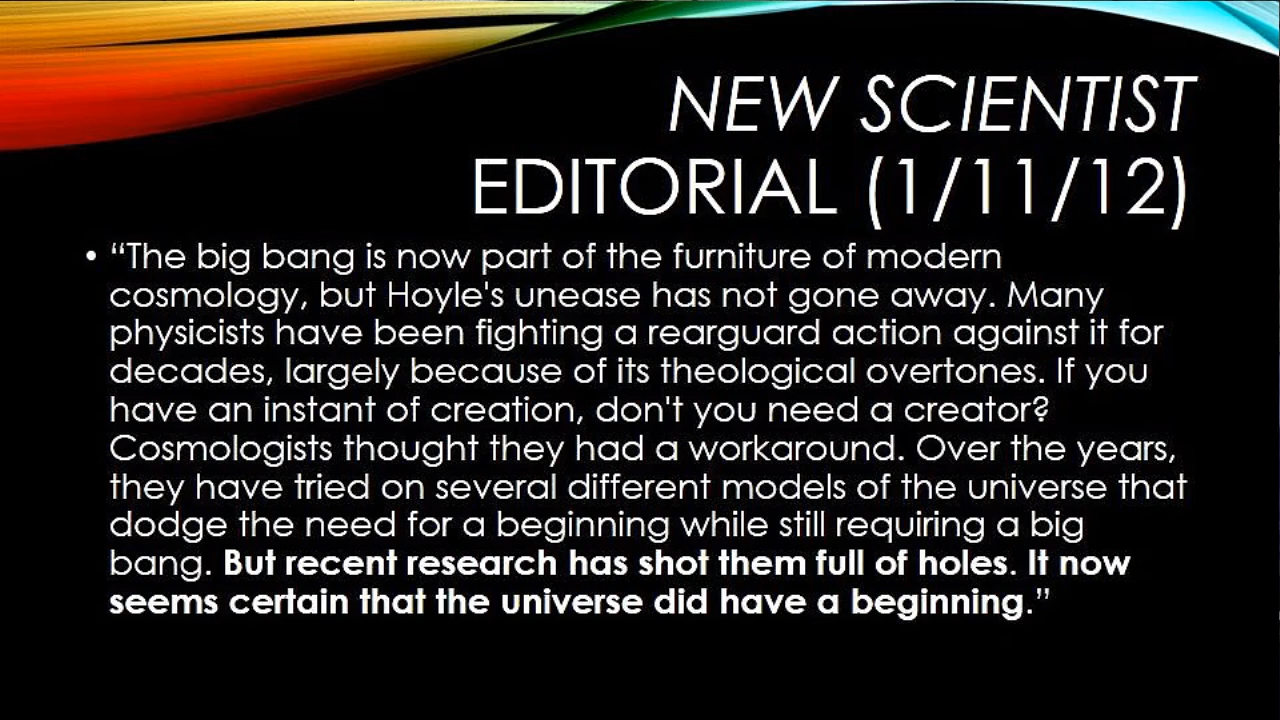 NEW SCIENTIST
EDITORIAL (1/11/12)
• “The big bang is now part of the furniture of modern
cosmology, but Hoyle's unease has not gone away. Many
physicists have been fighting a rearguard action against it for
decades, largely because of its theological overtones. If you
have an instant of creation, don't you need a creator?
Cosmologists thought they had a workaround. Over the years,
they have tried on several different models of the universe that
dodge the need for a beginning while still requiring a big
bang. But recent research has shot them full of holes. It now
seems certain that the universe did have a beginning.”